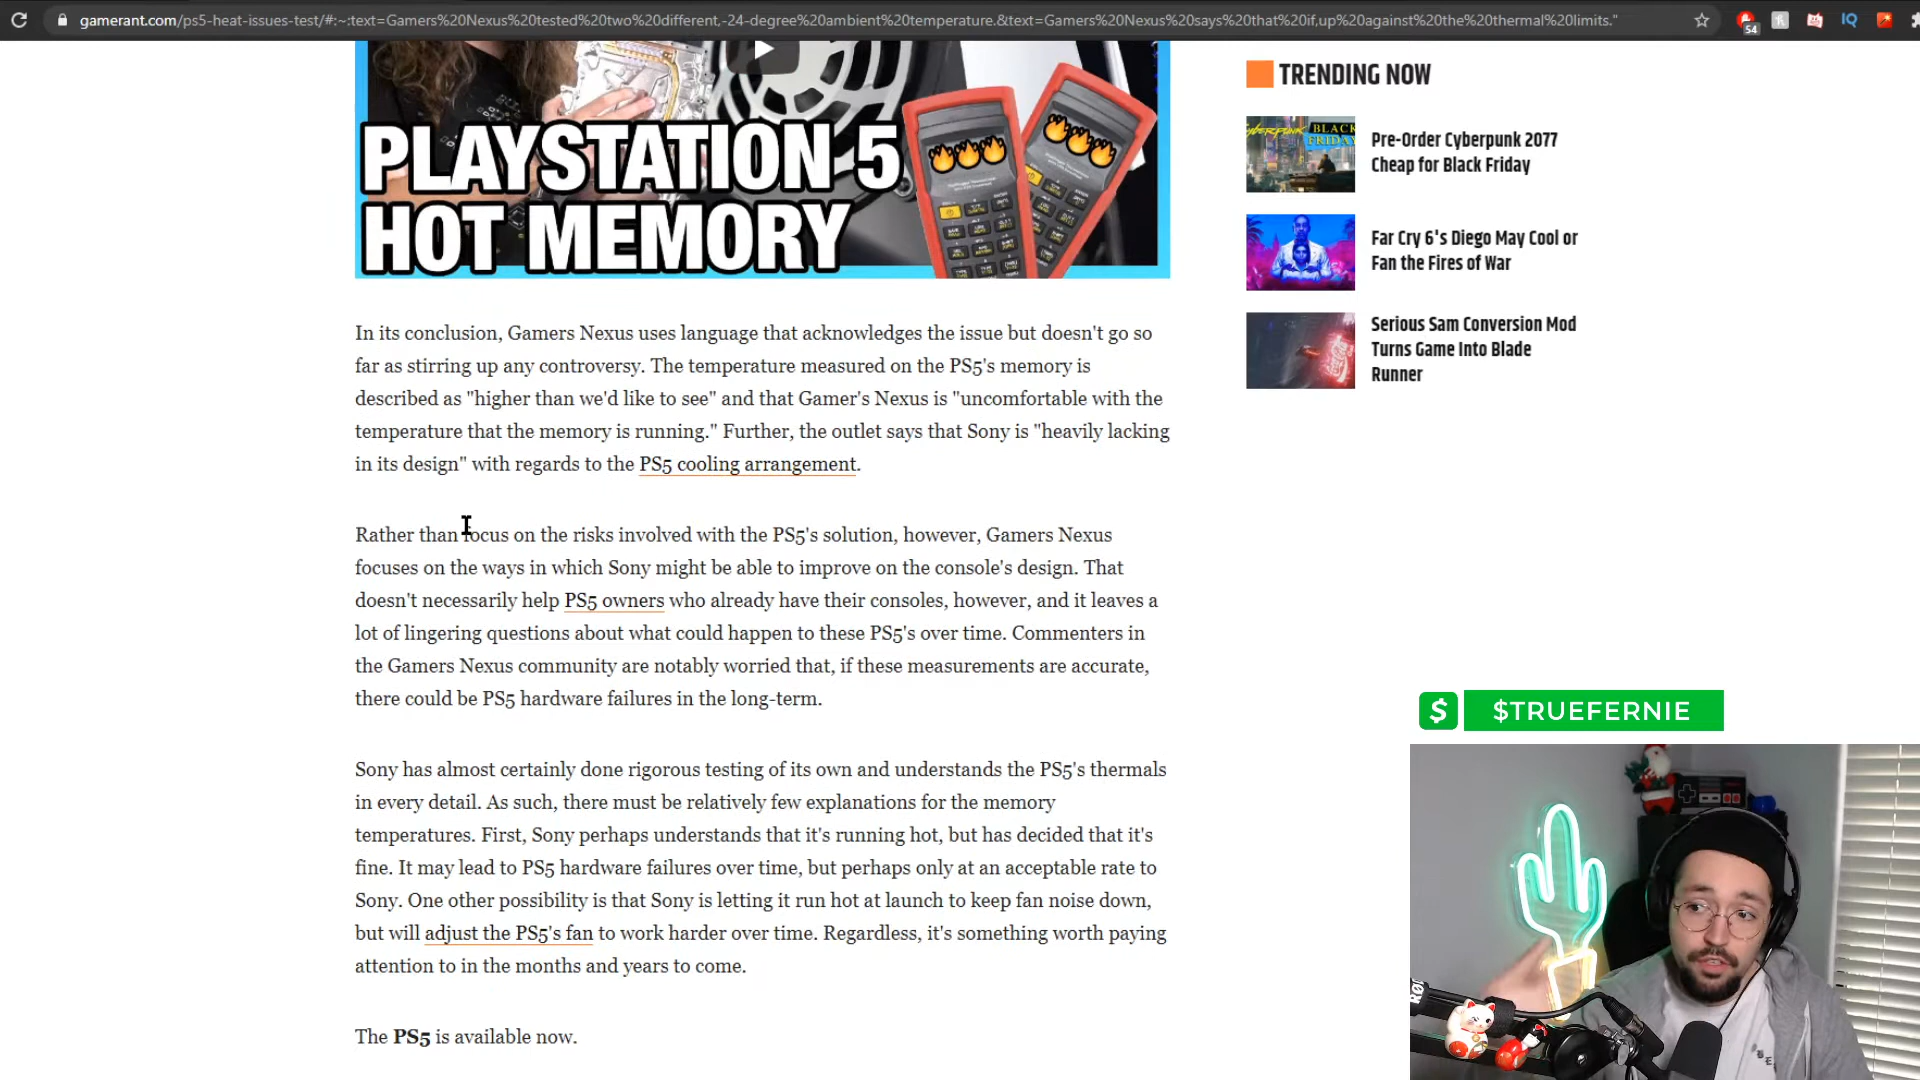 gamerant.com/ps5-heat-issues-test/#:~:text=Gamers%20Nexus%20tested%20two%20different,-24-degree%20ambient%20temperature.&text=Gamers%20Nexus%20says%20that%20if,up%20against%20the%20thermal%20limits."
54
IQ
PLAYSTATION 5
HOT MEMORY
TRENDING NOW
BLACK
FRIDAY
Pre-Order Cyberpunk 2077
Cheap for Black Friday
Far Cry 6's Diego May Cool or
Fan the Fires of War
Serious Sam Conversion Mod
Turns Game Into Blade
Runner
In its conclusion, Gamers Nexus uses language that acknowledges the issue but doesn't go so
far as stirring up any controversy. The temperature measured on the PS5's memory is
described as "higher than we'd like to see" and that Gamer's Nexus is "uncomfortable with the
temperature that the memory is running." Further, the outlet says that Sony is "heavily lacking
in its design" with regards to the PS5 cooling arrangement.
Rather than focus on the risks involved with the PS5's solution, however, Gamers Nexus
focuses on the ways in which Sony might be able to improve on the console's design. That
doesn't necessarily help PS5 owners who already have their consoles, however, and it leaves a
lot of lingering questions about what could happen to these PS5's over time. Commenters in
the Gamers Nexus community are notably worried that, if these measurements are accurate,
there could be PS5 hardware failures in the long-term.
Sony has almost certainly done rigorous testing of its own and understands the PS5's thermals
in every detail. As such, there must be relatively few explanations for the memory
temperatures. First, Sony perhaps understands that it's running hot, but has decided that it's
fine. It may lead to PS5 hardware failures over time, but perhaps only at an acceptable rate to
Sony. One other possibility is that Sony is letting it run hot at launch to keep fan noise down,
but will adjust the PS5's fan to work harder over time. Regardless, it's something worth paying
attention to in the months and years to come.
The PS5 is available now.
$ $TRUEFERNIE